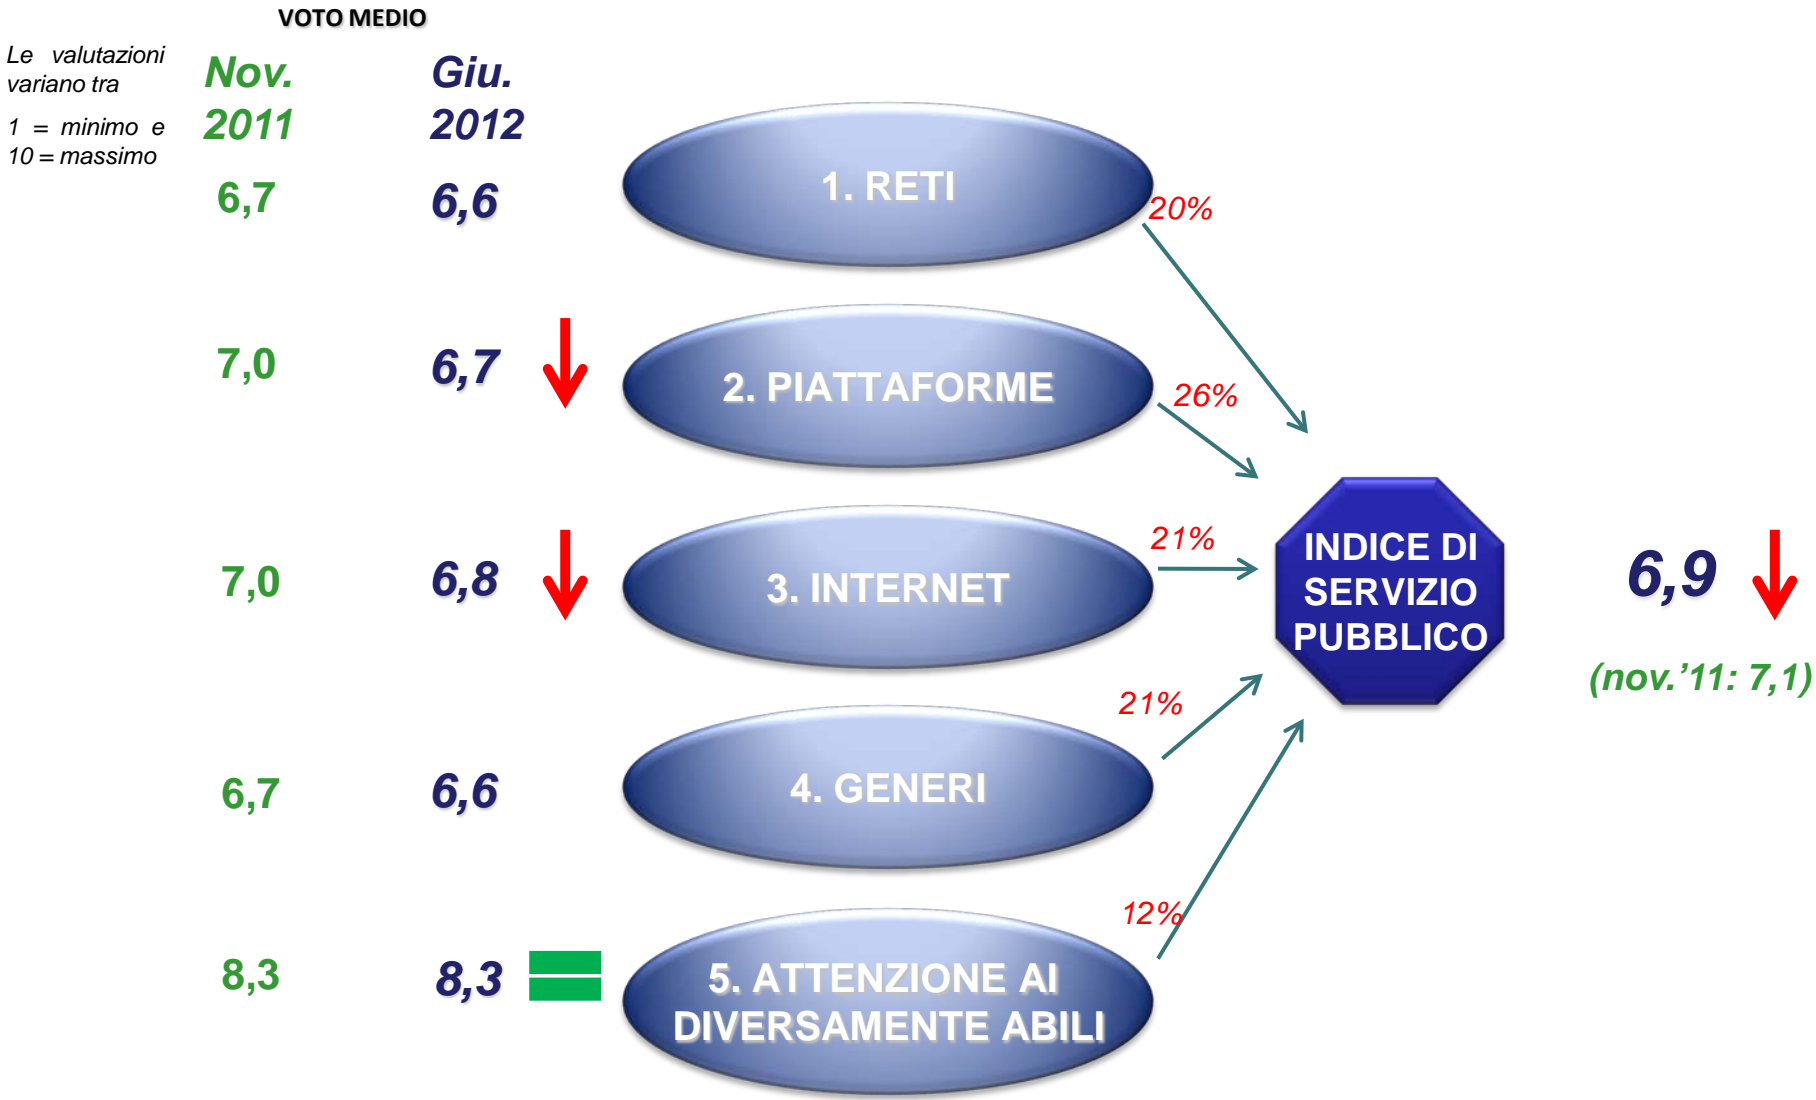 VOTO MEDIO
Le valutazioni
variano tra
1 = minimo e
10 = massimo
Nov.
2011
Giu.
2012
6,7
6,6
1. RETI
20%
7,0
6,7
2. PIATTAFORME
26%
7,0
6,8
3. INTERNET
21%
6,7
6,6
4. GENERI
21%
8,3
8,3
5. ATTENZIONE AI
DIVERSAMENTE ABILI
12%
INDICE DI
SERVIZIO
PUBBLICO
6,9
(nov.’11: 7,1)